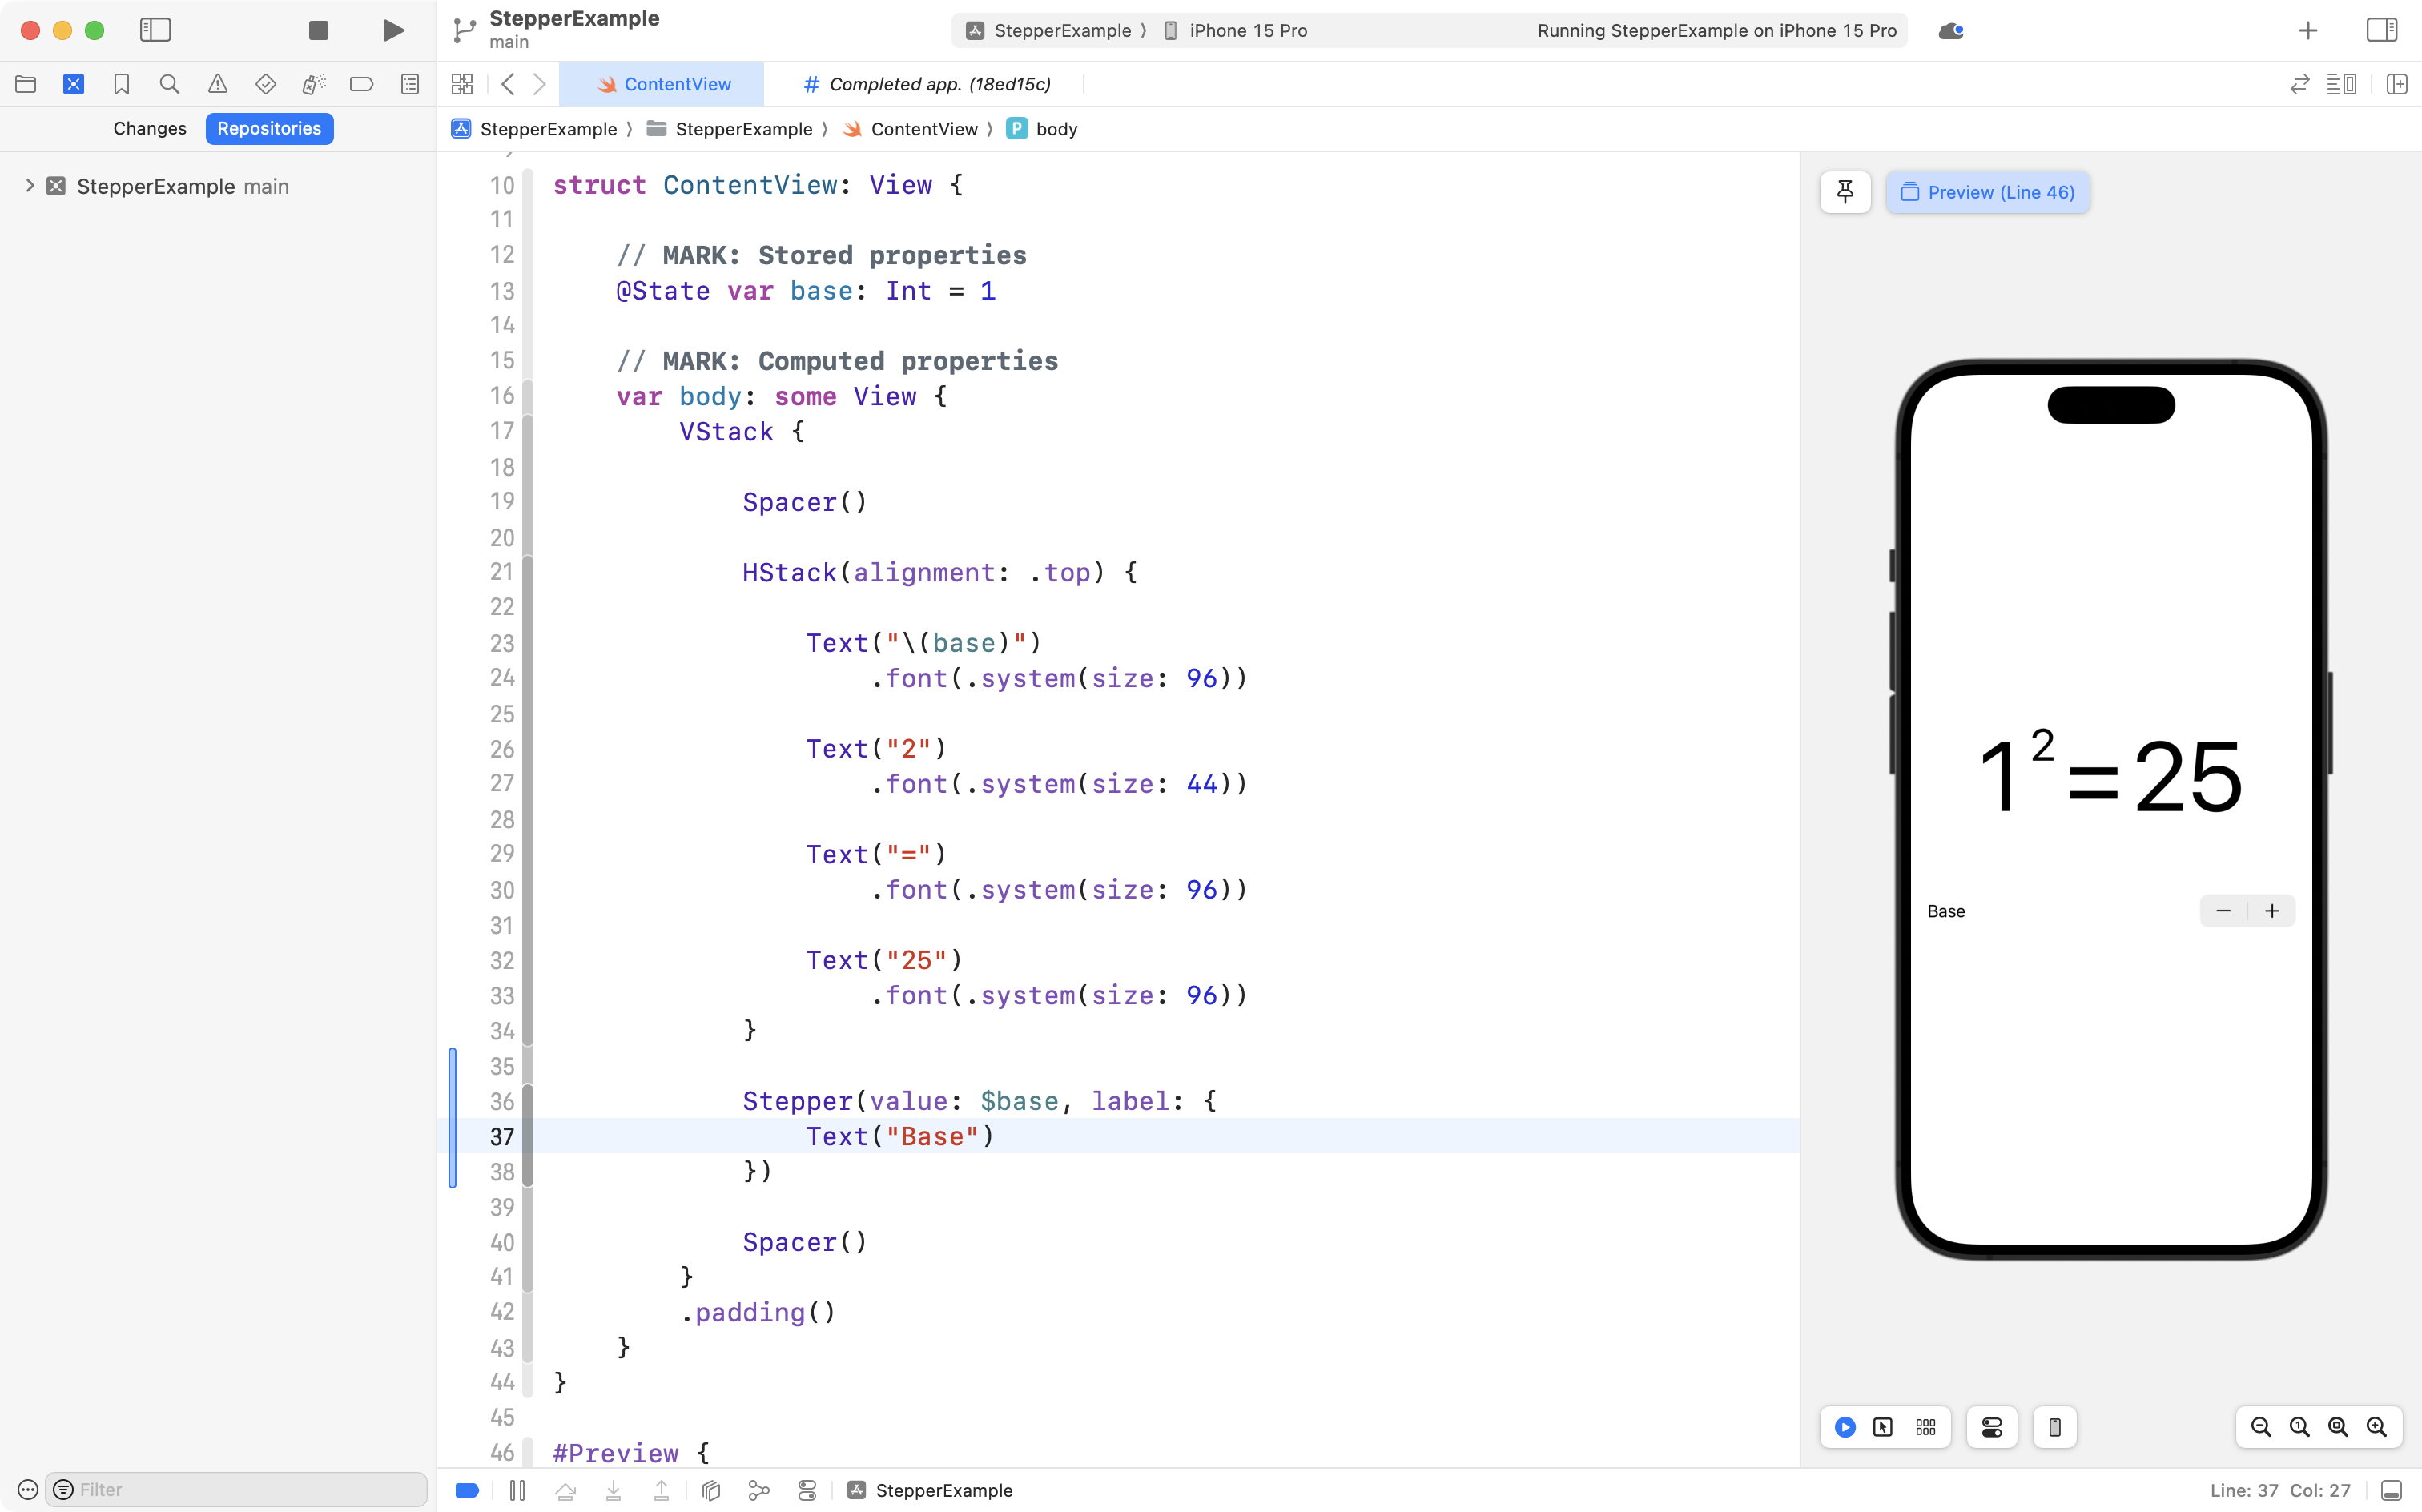 StepperExample
main
StepperExample ⟩ iPhone 15 Pro
Running StepperExample on iPhone 15 Pro
ContentView
# Completed app. (18ed15c)
Changes
Repositories
StepperExample ⟩ StepperExample ⟩ ContentView ⟩ P body
StepperExample main
10 struct ContentView: View {
11
12     // MARK: Stored properties
13     @State var base: Int = 1
14
15     // MARK: Computed properties
16     var body: some View {
17         VStack {
18
19             Spacer()
20
21             HStack(alignment: .top) {
22
23                 Text("\(base)")
24                     .font(.system(size: 96))
25
26                 Text("2")
27                     .font(.system(size: 44))
28
29                 Text("=")
30                     .font(.system(size: 96))
31
32                 Text("25")
33                     .font(.system(size: 96))
34             }
35
36             Stepper(value: $base, label: {
37                 Text("Base")
38             })
39
40             Spacer()
41         }
42         .padding()
43     }
44 }
45
46 #Preview {
Preview (Line 46)
1 2 = 25
Base − +
Filter
StepperExample
Line: 37 Col: 27